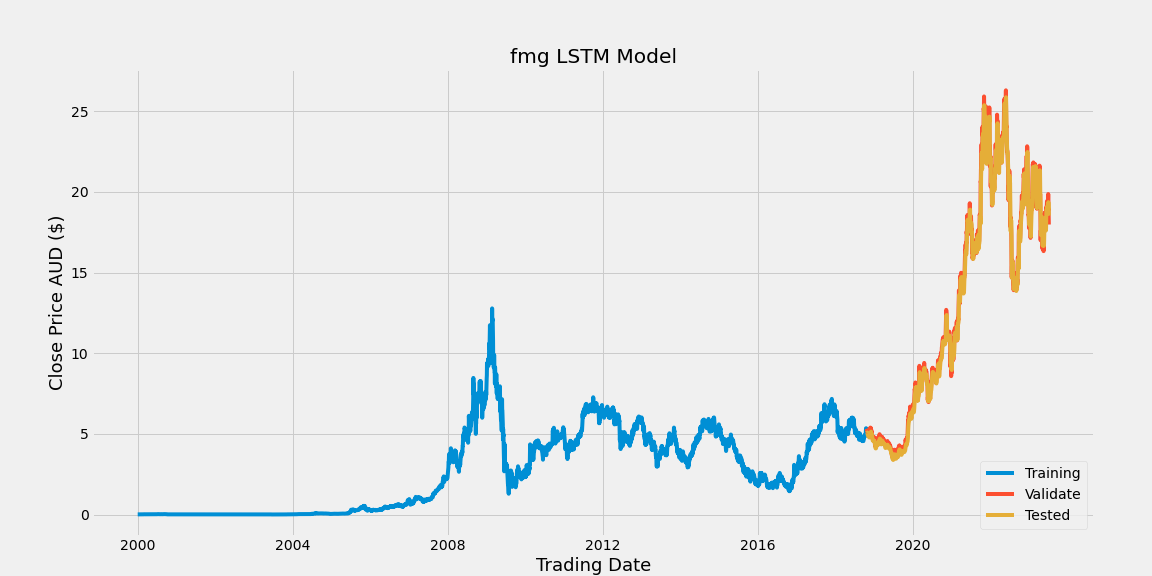 fmg LSTM Model
Close Price AUD ($)
25
20
15
10
5
0
2000 2004 2008 2012 2016 2020
Trading Date
Training
Validate
Tested